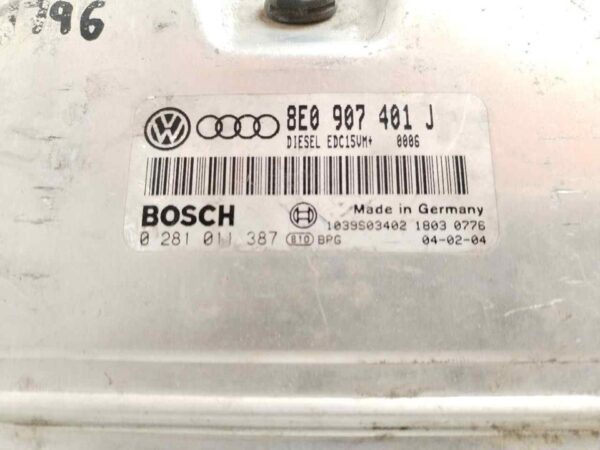 96
8E0 907 401 J
DIESEL EDC15VM+ 0006
BOSCH
Made in Germany
1039S03402 1803 0776
0 281 011 387 810 BPG 04-02-04